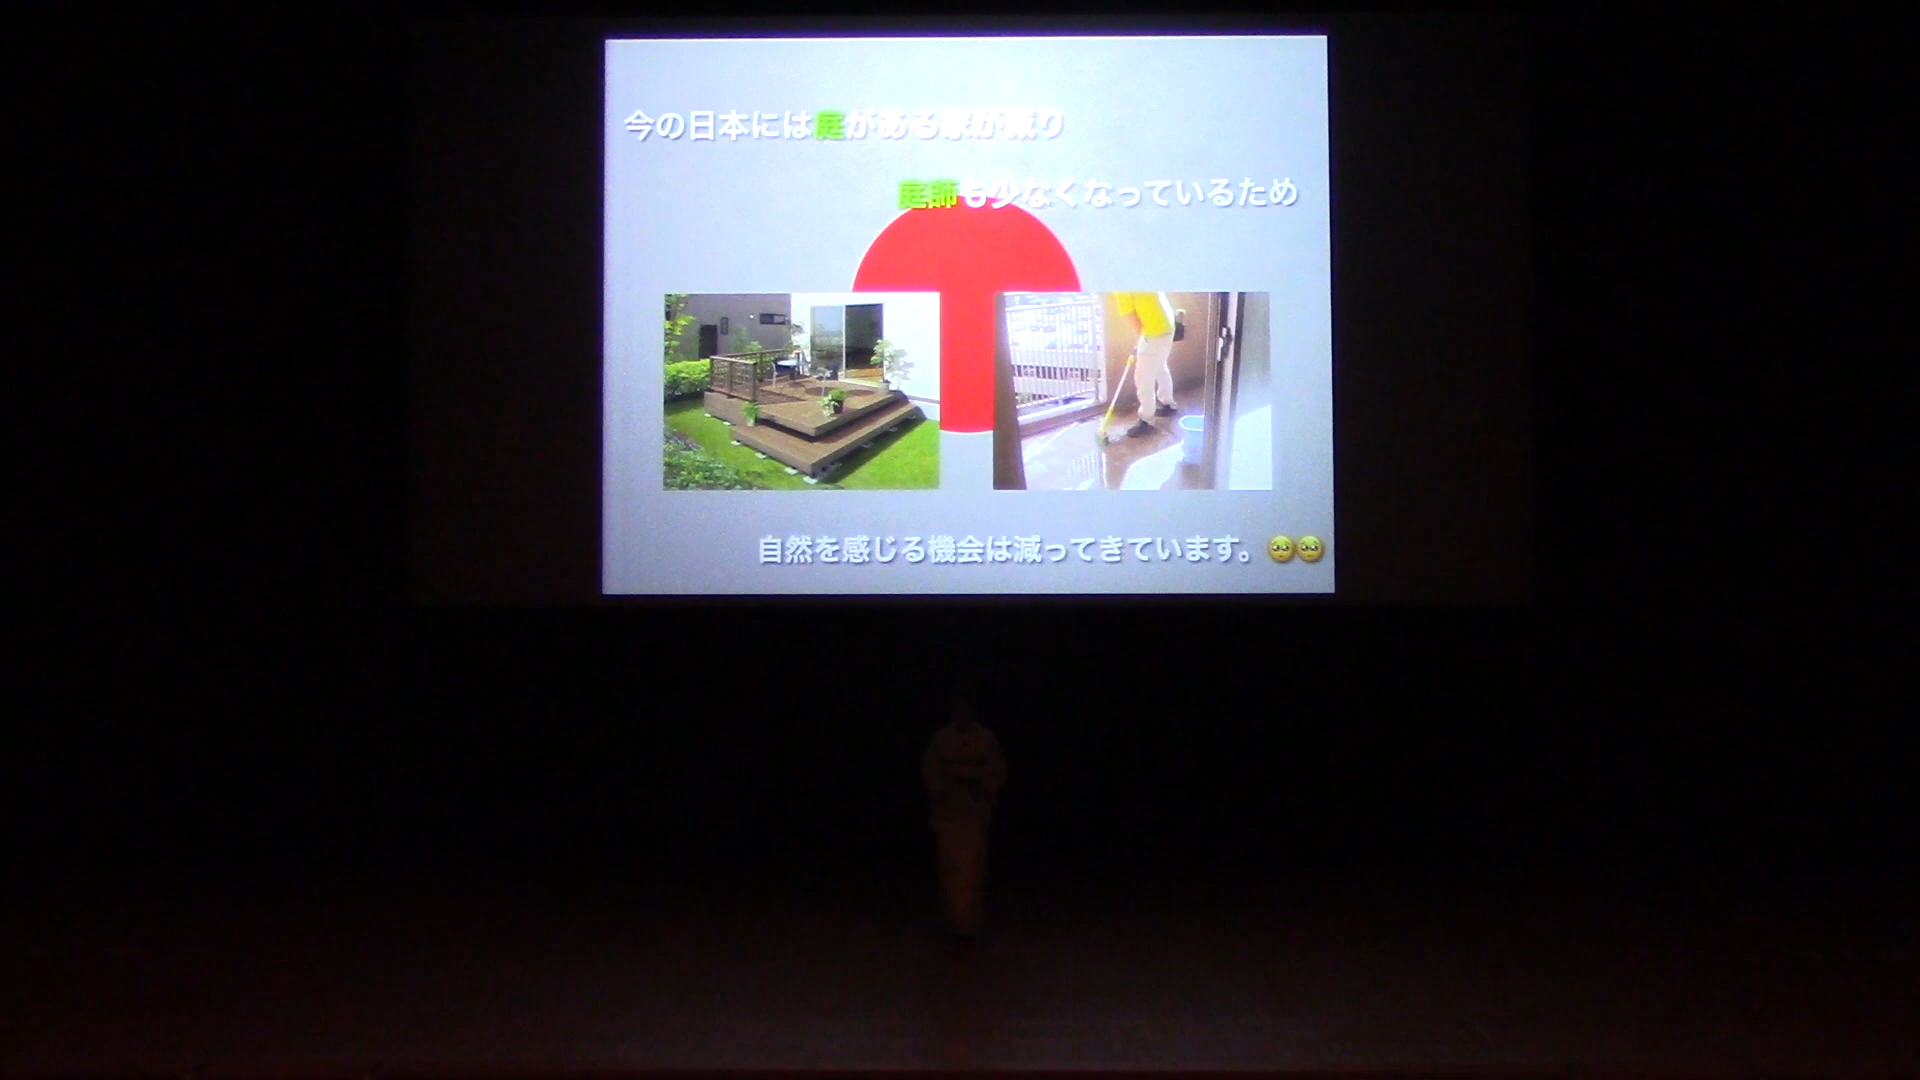 今の日本には庭がある家が減り
庭師も少なくなっているため
自然を感じる機会は減ってきています。🥺🥺